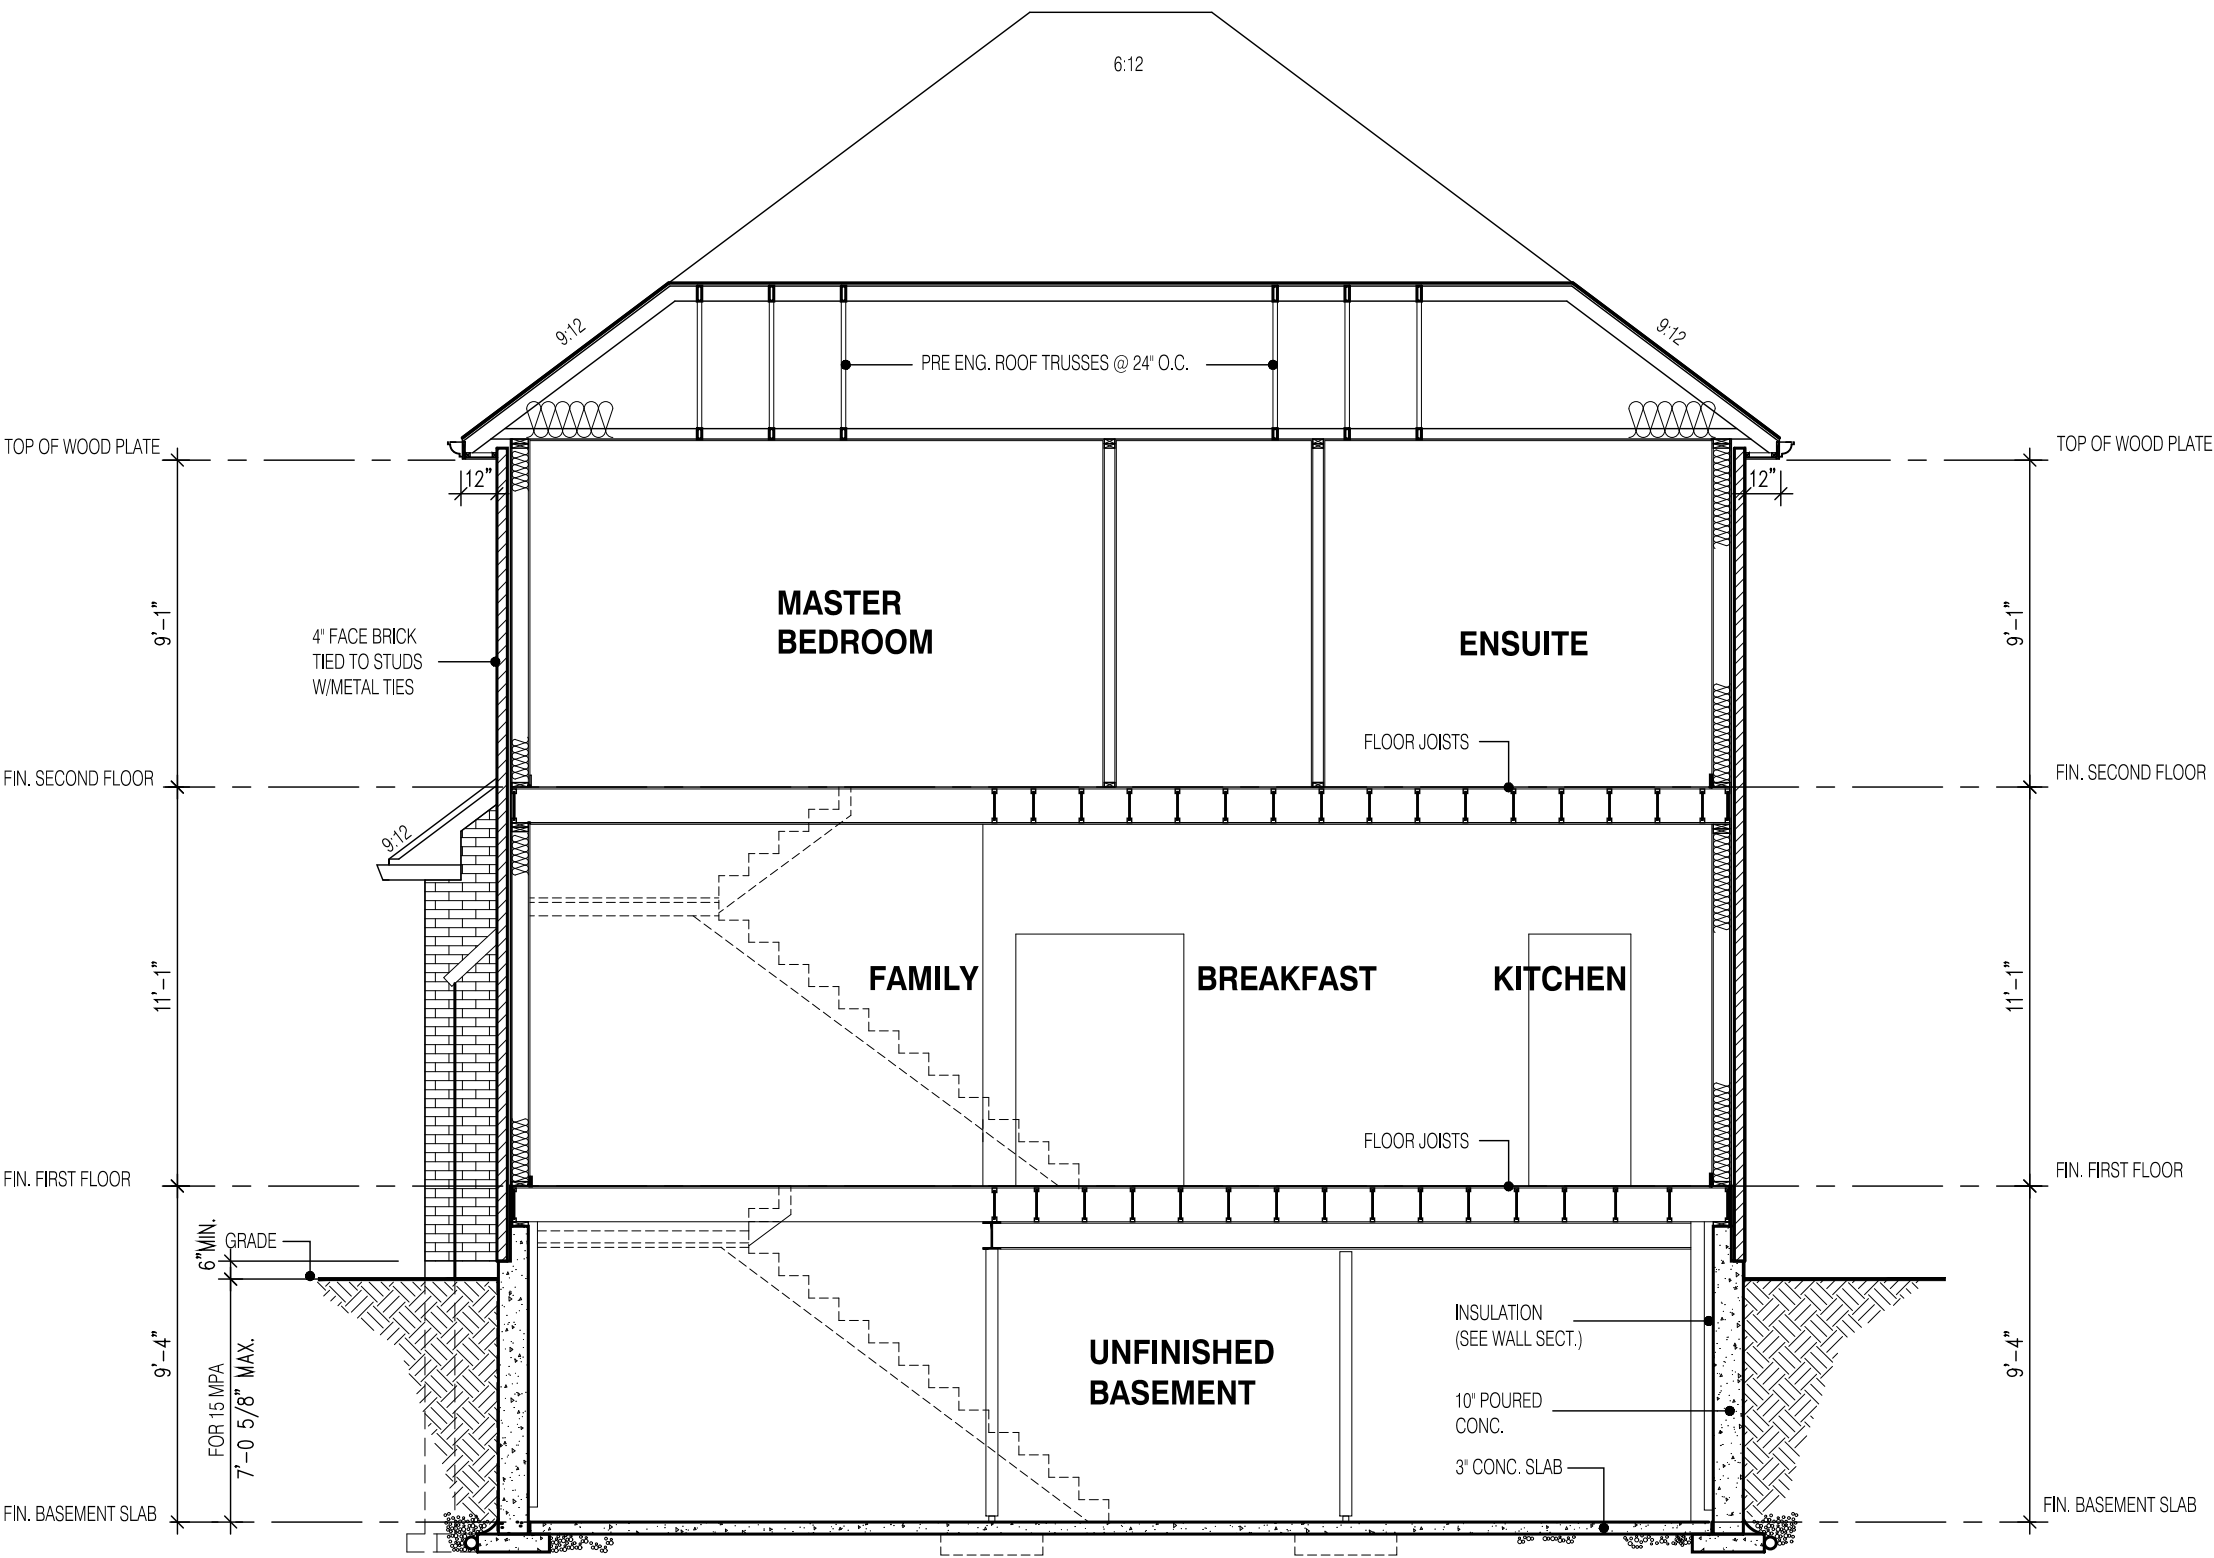 6:12
9:12
9:12
PRE ENG. ROOF TRUSSES @ 24" O.C.
TOP OF WOOD PLATE
TOP OF WOOD PLATE
12"
12"
9'-1"
4" FACE BRICK
TIED TO STUDS
W/METAL TIES
MASTER
BEDROOM
ENSUITE
9'-1"
FLOOR JOISTS
FIN. SECOND FLOOR
FIN. SECOND FLOOR
9:12
11'-1"
FAMILY
BREAKFAST
KITCHEN
11'-1"
FLOOR JOISTS
FIN. FIRST FLOOR
FIN. FIRST FLOOR
6"MIN.
GRADE
9'-4"
FOR 15 MPA
7'-0 5/8" MAX.
UNFINISHED
BASEMENT
INSULATION
(SEE WALL SECT.)
10" POURED
CONC.
3" CONC. SLAB
9'-4"
FIN. BASEMENT SLAB
FIN. BASEMENT SLAB